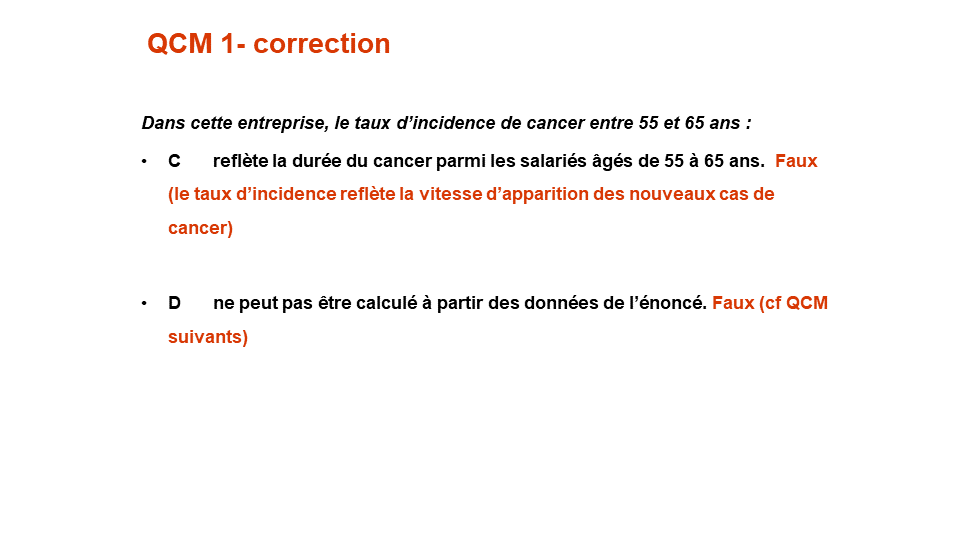 QCM 1- correction
Dans cette entreprise, le taux d’incidence de cancer entre 55 et 65 ans :
• C reflète la durée du cancer parmi les salariés âgés de 55 à 65 ans. Faux
(le taux d’incidence reflète la vitesse d’apparition des nouveaux cas de
cancer)
• D ne peut pas être calculé à partir des données de l’énoncé. Faux (cf QCM
suivants)